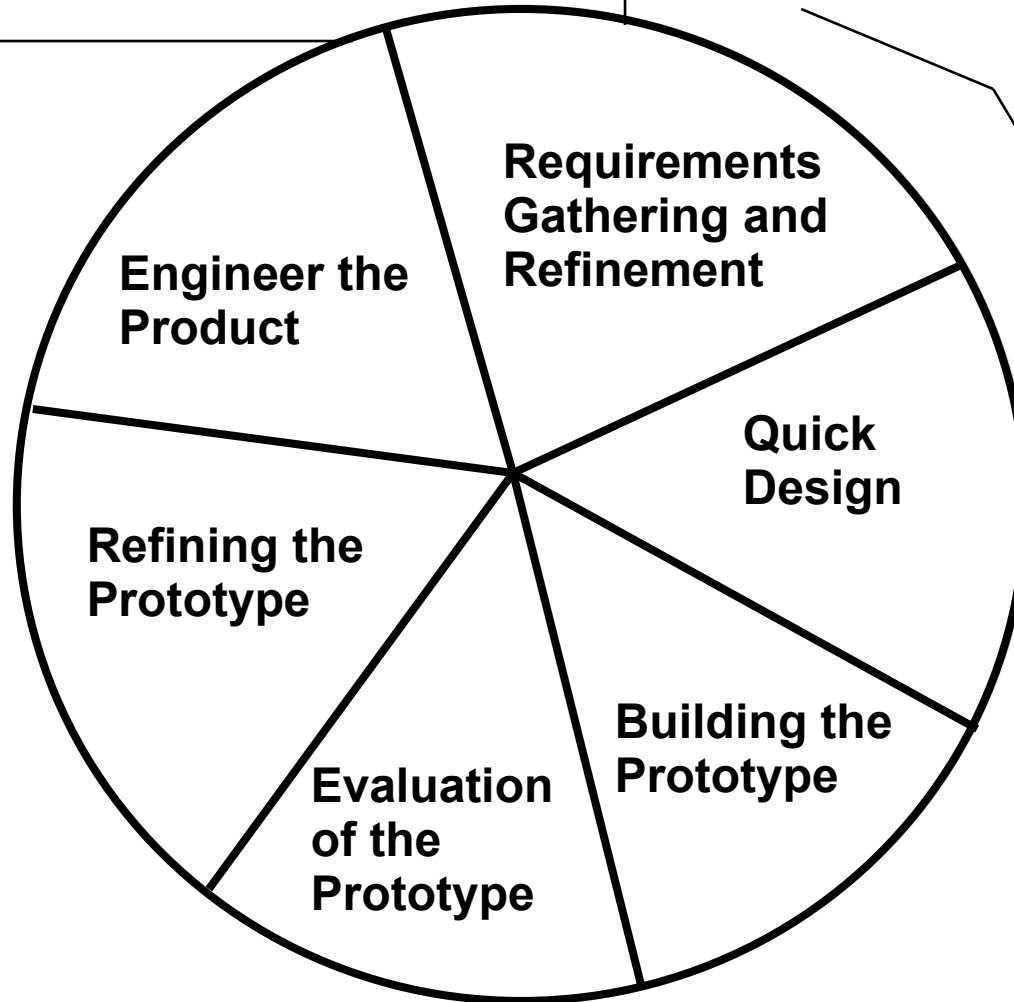 Requirements
Gathering and
Refinement
Quick
Design
Building the
Prototype
Evaluation
of the
Prototype
Refining the
Prototype
Engineer the
Product